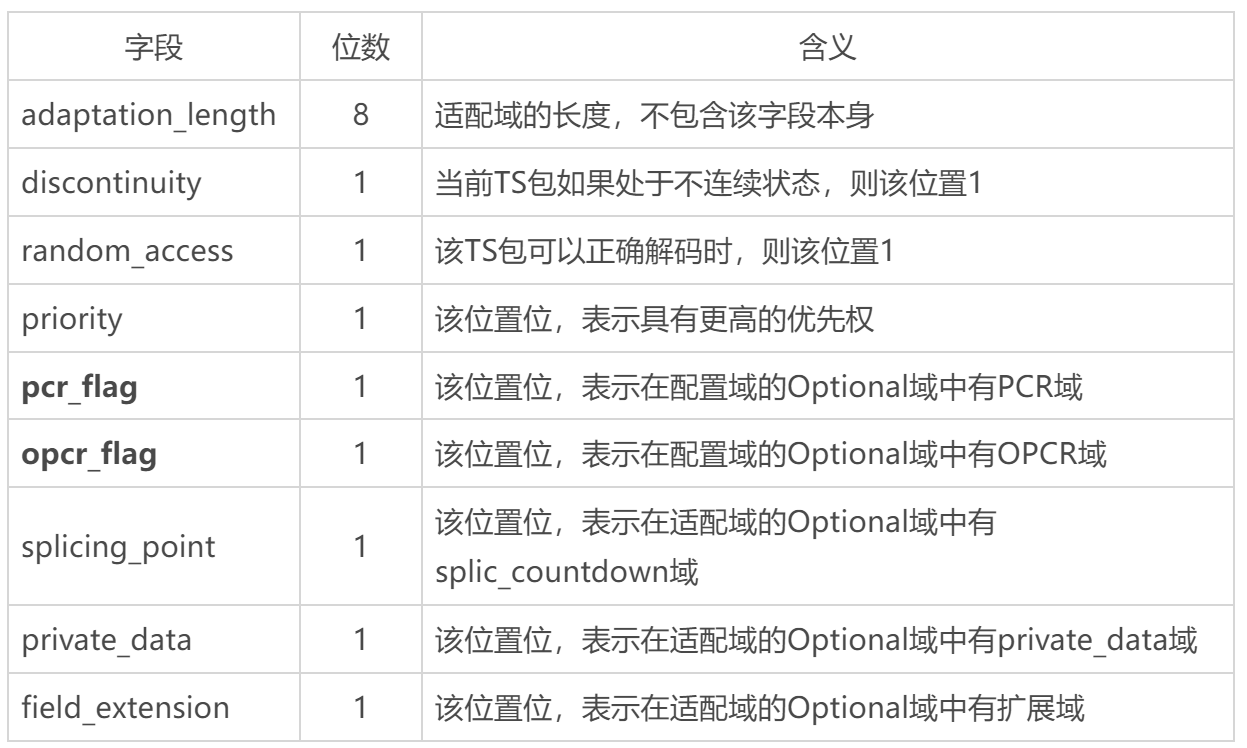 字段 位数 含义
adaptation_length 8 适配域的长度，不包含该字段本身
discontinuity 1 当前TS包如果处于不连续状态，则该位置1
random_access 1 该TS包可以正确解码时，则该位置1
priority 1 该位置位，表示具有更高的优先权
pcr_flag 1 该位置位，表示在配置域的Optional域中有PCR域
opcr_flag 1 该位置位，表示在配置域的Optional域中有OPCR域
splicing_point 1 该位置位，表示在适配域的Optional域中有
splic_countdown域
private_data 1 该位置位，表示在适配域的Optional域中有private_data域
field_extension 1 该位置位，表示在适配域的Optional域中有扩展域